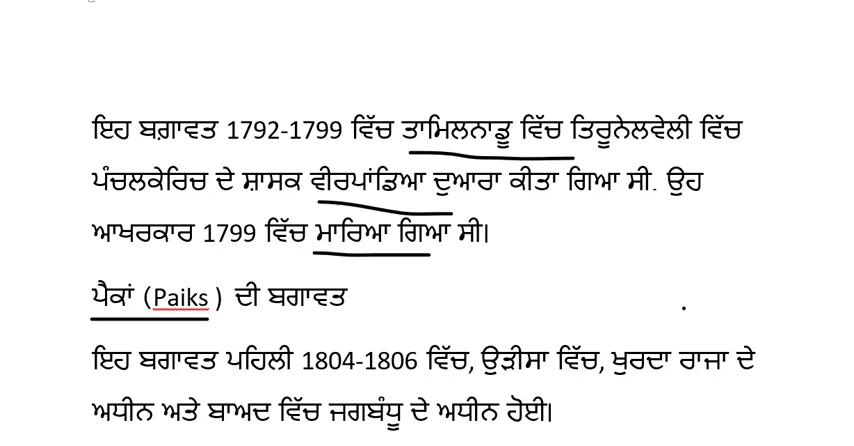 ਇਹ ਬਗ਼ਾਵਤ 1792-1799 ਵਿੱਚ ਤਾਮਿਲਨਾਡੂ ਵਿੱਚ ਤਿਰੂਨੇਲਵੇਲੀ ਵਿੱਚ
ਪੰਚਲਕੇਰਿਚ ਦੇ ਸ਼ਾਸਕ ਵੀਰਪਾਂਡਿਆ ਦੁਆਰਾ ਕੀਤਾ ਗਿਆ ਸੀ. ਉਹ
ਆਖਰਕਾਰ 1799 ਵਿੱਚ ਮਾਰਿਆ ਗਿਆ ਸੀ।
ਪੈਕਾਂ (Paiks ) ਦੀ ਬਗਾਵਤ
ਇਹ ਬਗਾਵਤ ਪਹਿਲੀ 1804-1806 ਵਿੱਚ, ਉੜੀਸਾ ਵਿੱਚ, ਖੁਰਦਾ ਰਾਜਾ ਦੇ
ਅਧੀਨ ਅਤੇ ਬਾਅਦ ਵਿੱਚ ਜਗਬੰਧੂ ਦੇ ਅਧੀਨ ਹੋਈ।